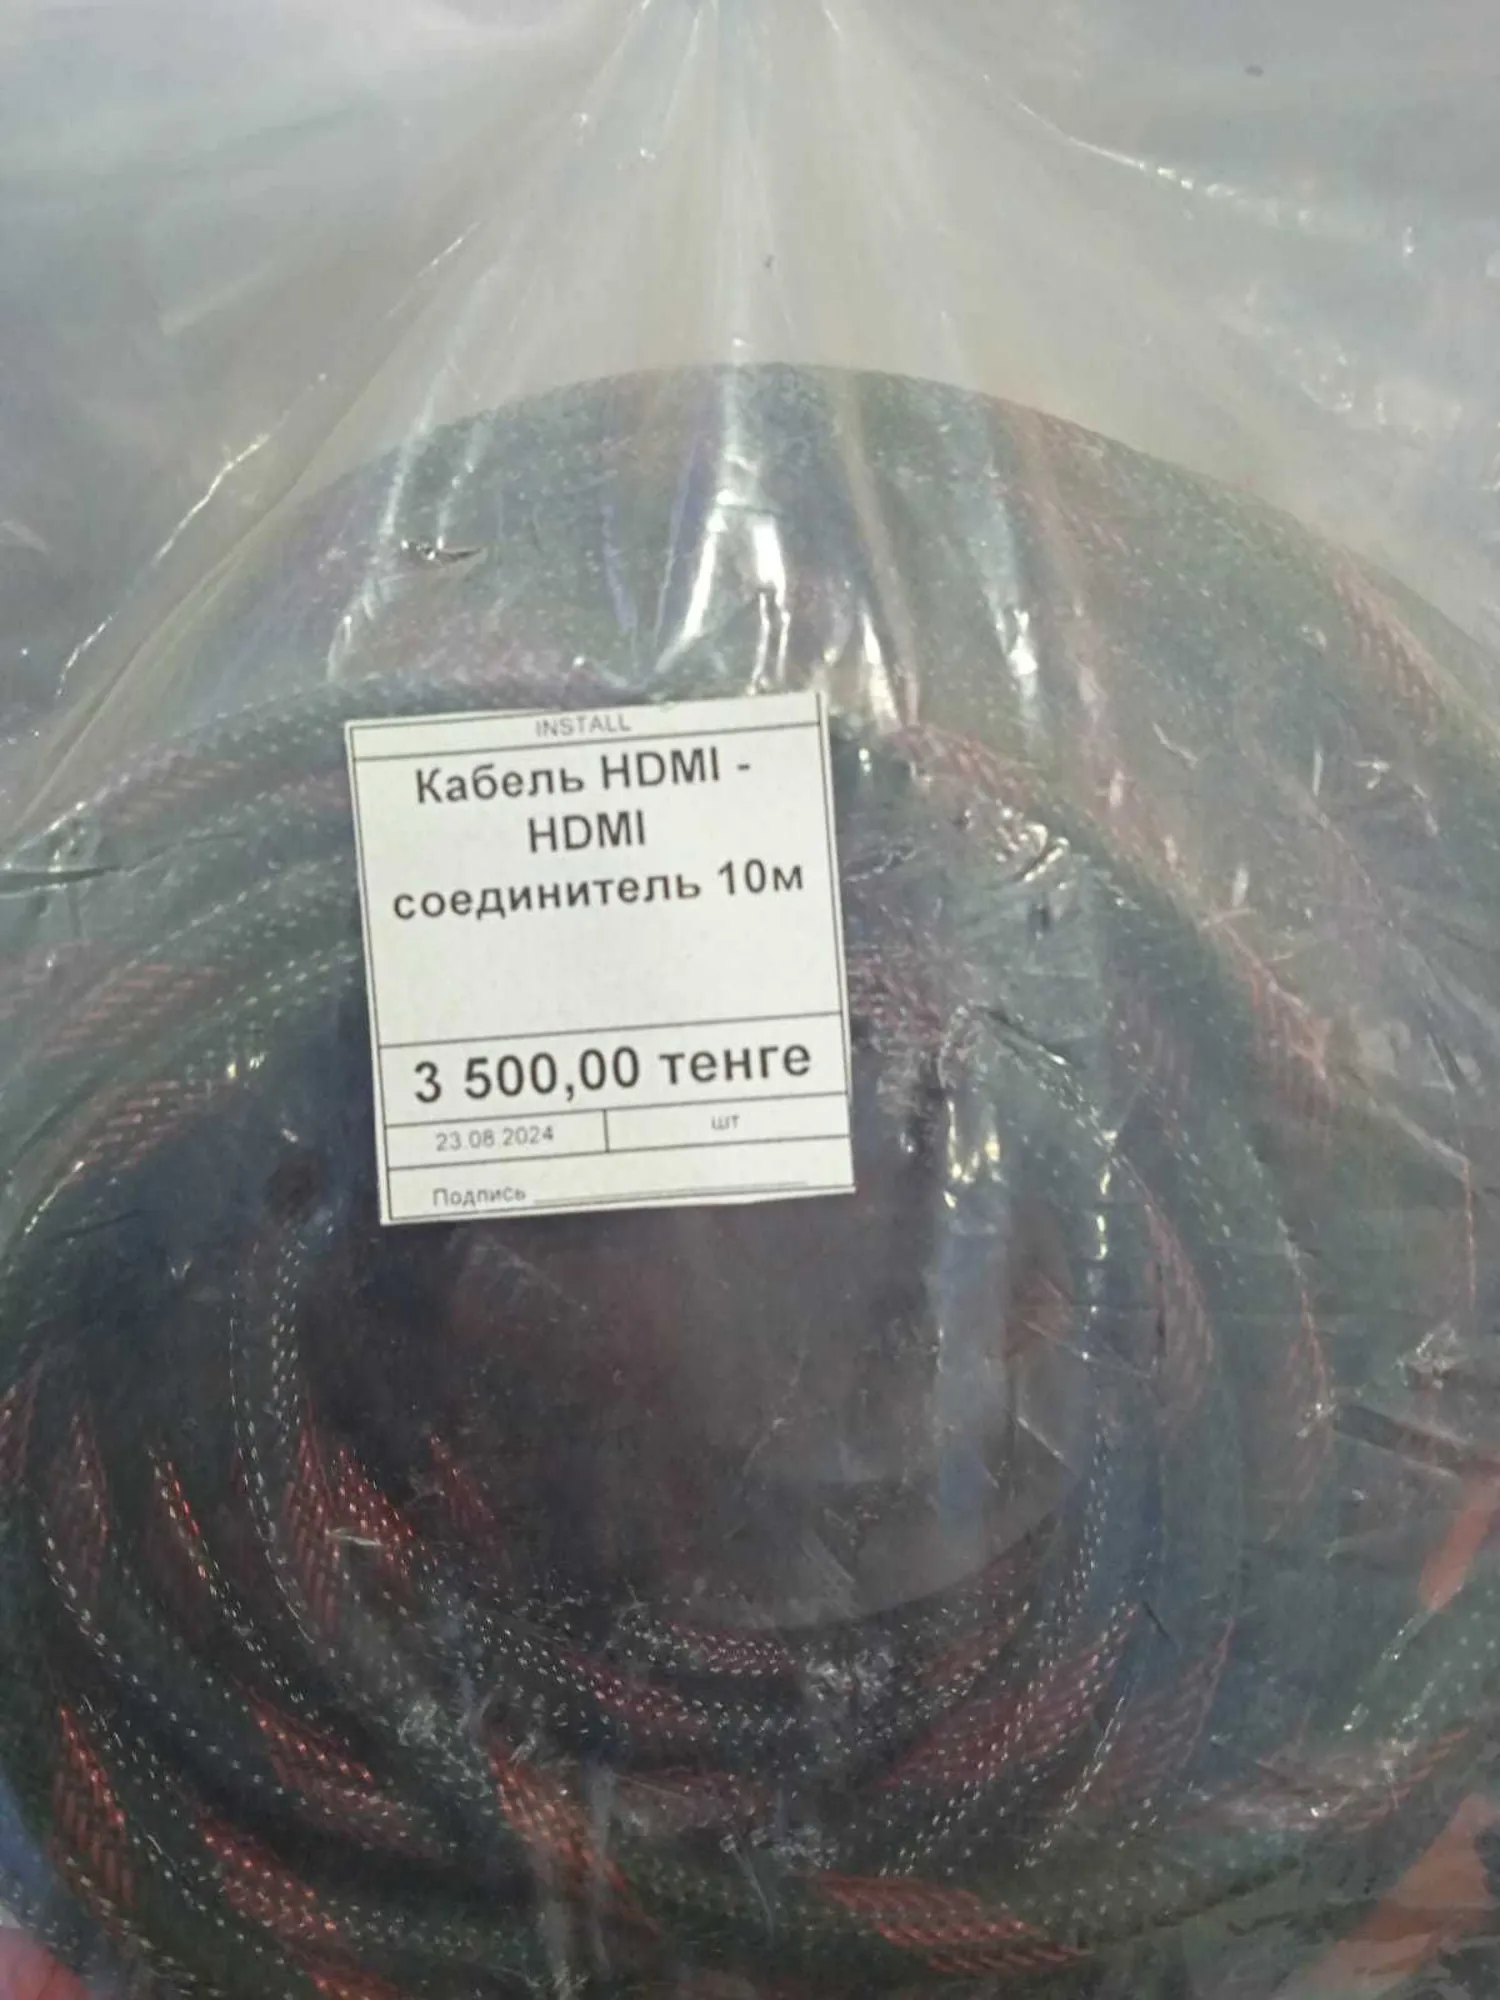 INSTALL
Кабель HDMI -
HDMI
соединитель 10м
3 500,00 тенге
23.08.2024 шт
Подпись